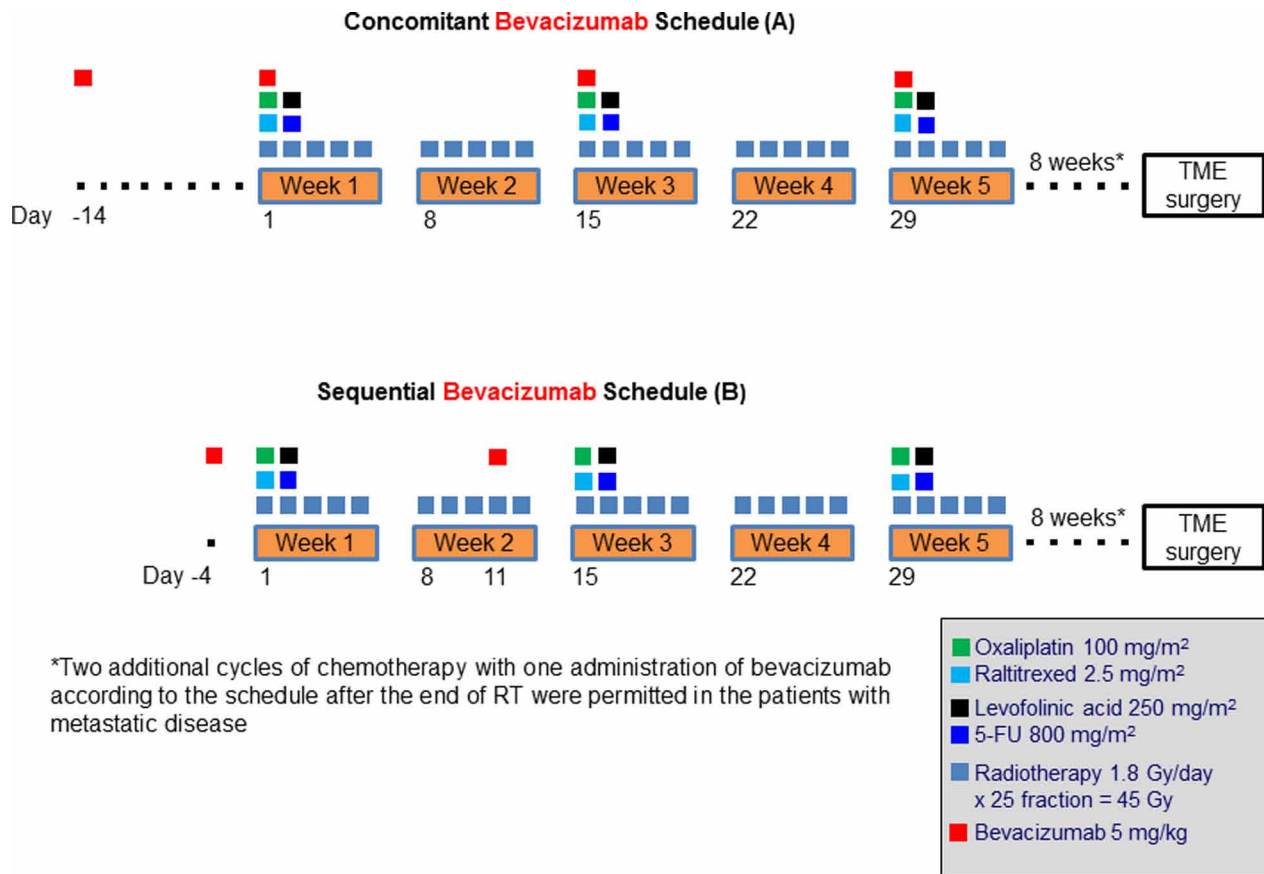 Concomitant Bevacizumab Schedule (A)
Week 1 Week 2 Week 3 Week 4 Week 5 8 weeks* TME surgery
Day -14 1 8 15 22 29
Sequential Bevacizumab Schedule (B)
Week 1 Week 2 Week 3 Week 4 Week 5 8 weeks* TME surgery
Day -4 1 8 11 15 22 29
*Two additional cycles of chemotherapy with one administration of bevacizumab
according to the schedule after the end of RT were permitted in the patients with
metastatic disease
Oxaliplatin 100 mg/m²
Raltitrexed 2.5 mg/m²
Levofolinic acid 250 mg/m²
5-FU 800 mg/m²
Radiotherapy 1.8 Gy/day
x 25 fraction = 45 Gy
Bevacizumab 5 mg/kg